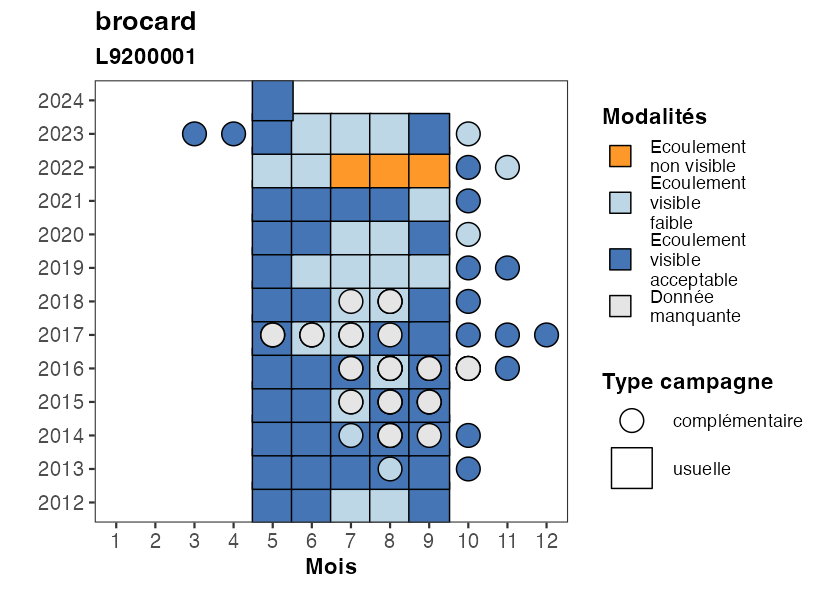 brocard
L9200001
2024
2023
2022
2021
2020
2019
2018
2017
2016
2015
2014
2013
2012
1 2 3 4 5 6 7 8 9 10 11 12
Mois
Modalités
Ecoulement
non visible
Ecoulement
visible
faible
Ecoulement
visible
acceptable
Donnée
manquante
Type campagne
complémentaire
usuelle